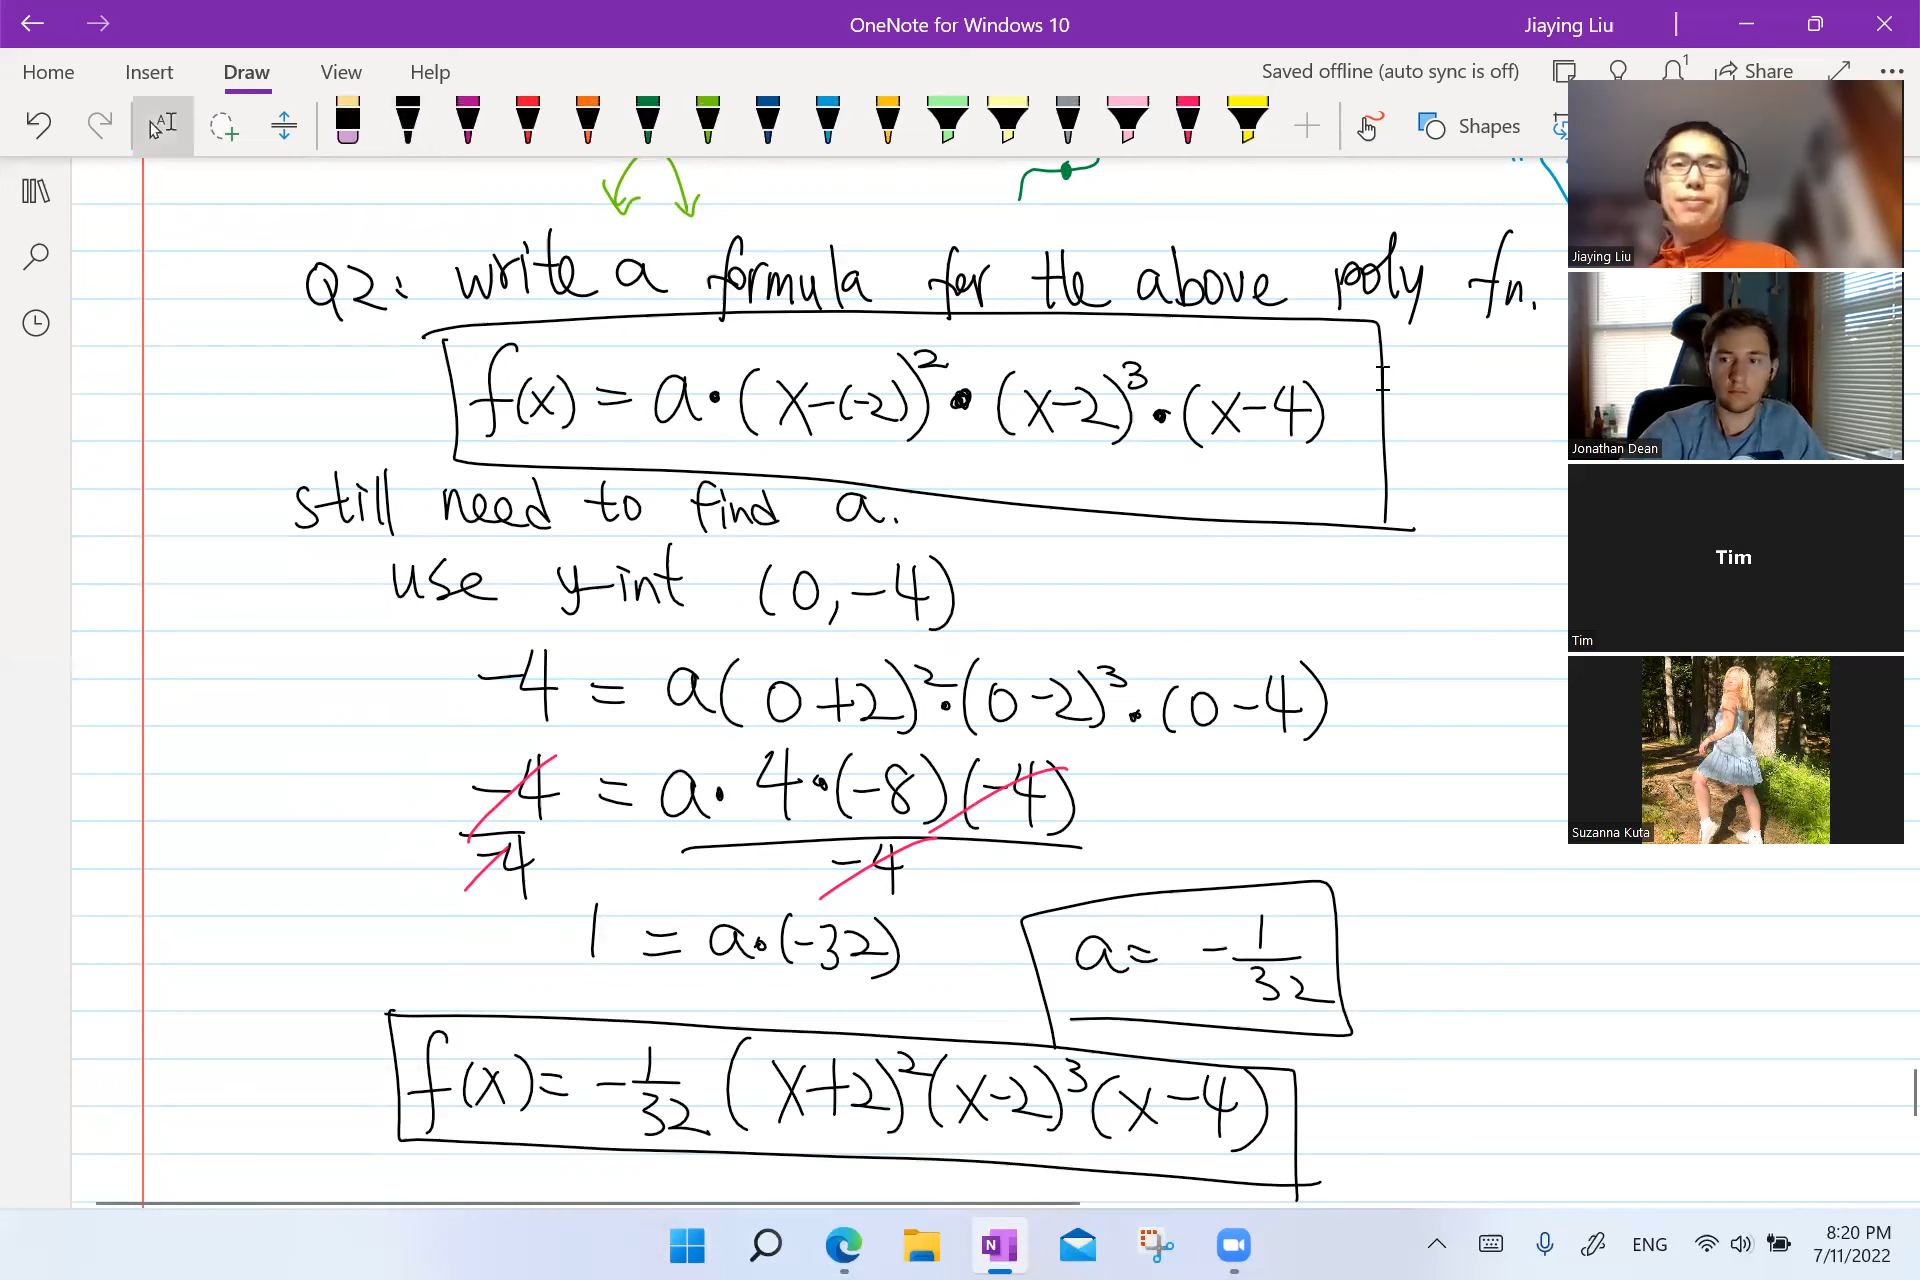 OneNote for Windows 10
Jiaying Liu
Home Insert Draw View Help
Saved offline (auto sync is off)
1
Share
Shapes
Q2: write a formula for the above poly fn.
f(x) = a·(x-(-2))²·(x-2)³·(x-4)
still need to find a.
use y-int (0,-4)
-4 = a(0+2)²·(0-2)³·(0-4)
-4 = a·4·(-8)(-4)
-4 -4
1 = a·(-32)
a= -1/32
f(x)= -1/32 (x+2)²(x-2)³(x-4)
Jiaying Liu
Jonathan Dean
Tim
Tim
Suzanna Kuta
ENG
8:20 PM
7/11/2022